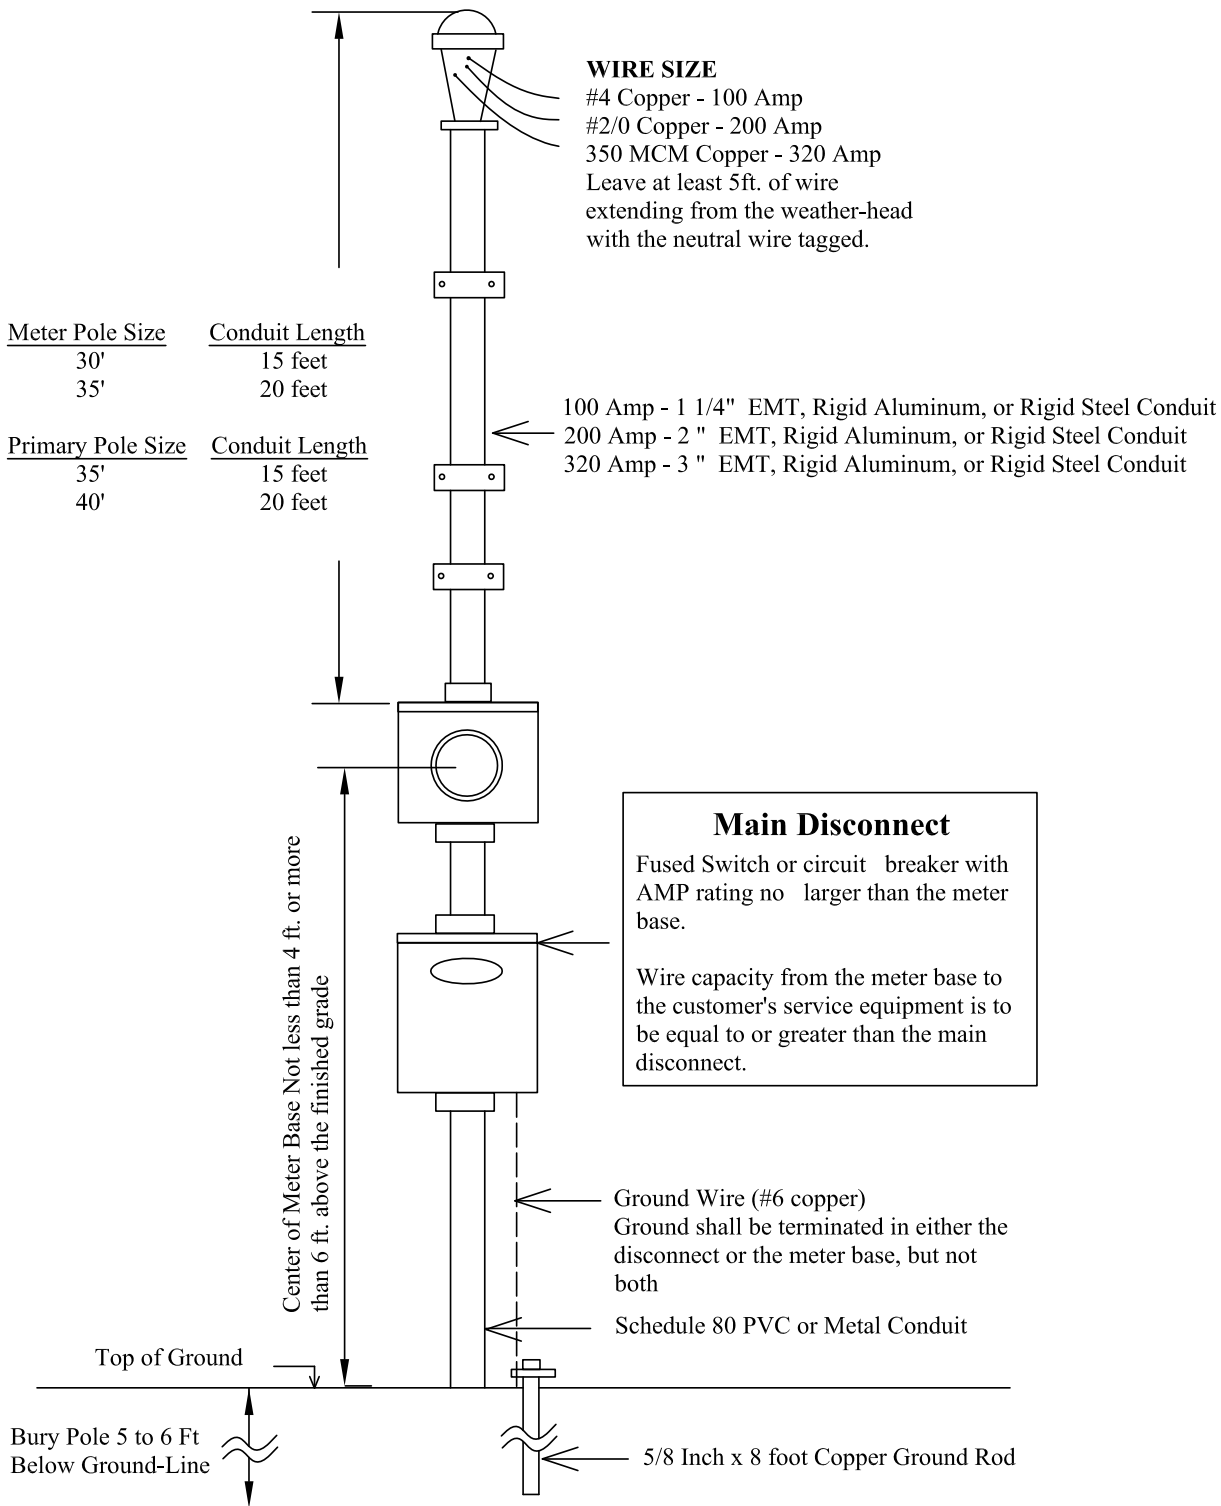 WIRE SIZE
#4 Copper - 100 Amp
#2/0 Copper - 200 Amp
350 MCM Copper - 320 Amp
Leave at least 5ft. of wire
extending from the weather-head
with the neutral wire tagged.
Meter Pole Size Conduit Length
30' 15 feet
35' 20 feet
Primary Pole Size Conduit Length
35' 15 feet
40' 20 feet
100 Amp - 1 1/4" EMT, Rigid Aluminum, or Rigid Steel Conduit
200 Amp - 2 " EMT, Rigid Aluminum, or Rigid Steel Conduit
320 Amp - 3 " EMT, Rigid Aluminum, or Rigid Steel Conduit
Main Disconnect
Fused Switch or circuit breaker with
AMP rating no larger than the meter
base.
Wire capacity from the meter base to
the customer's service equipment is to
be equal to or greater than the main
disconnect.
Center of Meter Base Not less than 4 ft. or more
than 6 ft. above the finished grade
Ground Wire (#6 copper)
Ground shall be terminated in either the
disconnect or the meter base, but not
both
Schedule 80 PVC or Metal Conduit
Top of Ground
Bury Pole 5 to 6 Ft
Below Ground-Line
5/8 Inch x 8 foot Copper Ground Rod